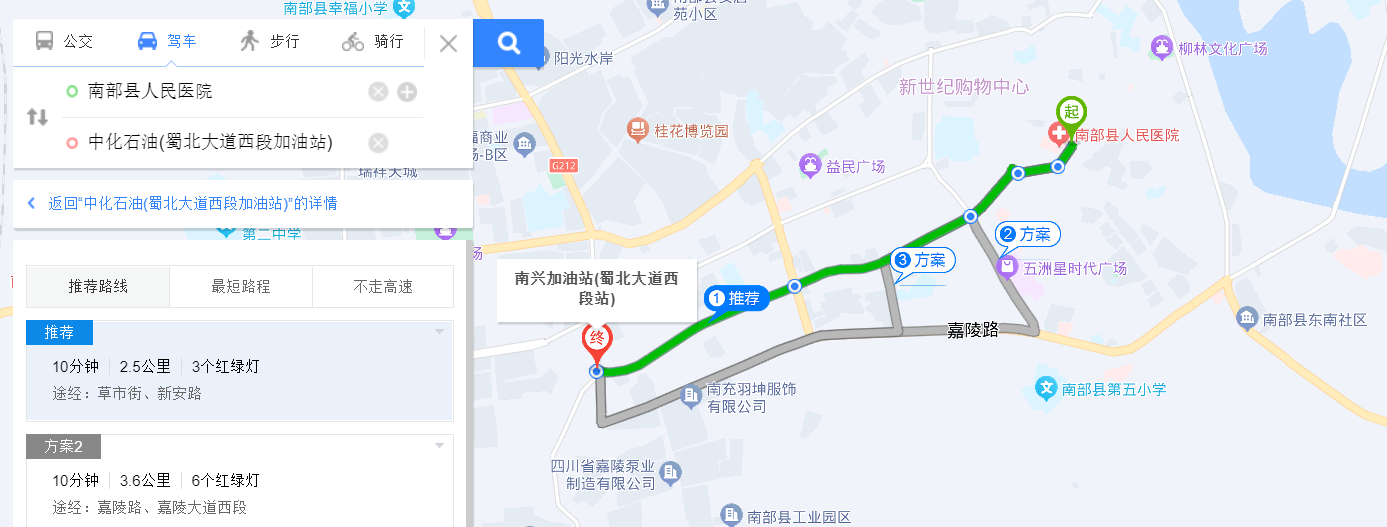 南部县幸福小学
公交
驾车
步行
骑行
南部县人民医院
中化石油(蜀北大道西段加油站)
瑞祥天城
返回“中化石油(蜀北大道西段加油站)”的详情
第二中学
推荐路线
最短路程
不走高速
推荐
10分钟
2.5公里
3个红绿灯
途经：草市街、新安路
方案2
10分钟
3.6公里
6个红绿灯
途经：嘉陵路、嘉陵大道西段
苑小区
阳光水岸
柳林文化广场
新世纪购物中心
起
南部县人民医院
桂花博览园
福商业
场-B区
G212
益民广场
2 方案
3 方案
五洲星时代广场
南兴加油站(蜀北大道西
段站)
1 推荐
终
嘉陵路
南部县东南社区
南充羽坤服饰
有限公司
南部县第五小学
四川省嘉陵泵业
制造有限公司
南部县工业园区